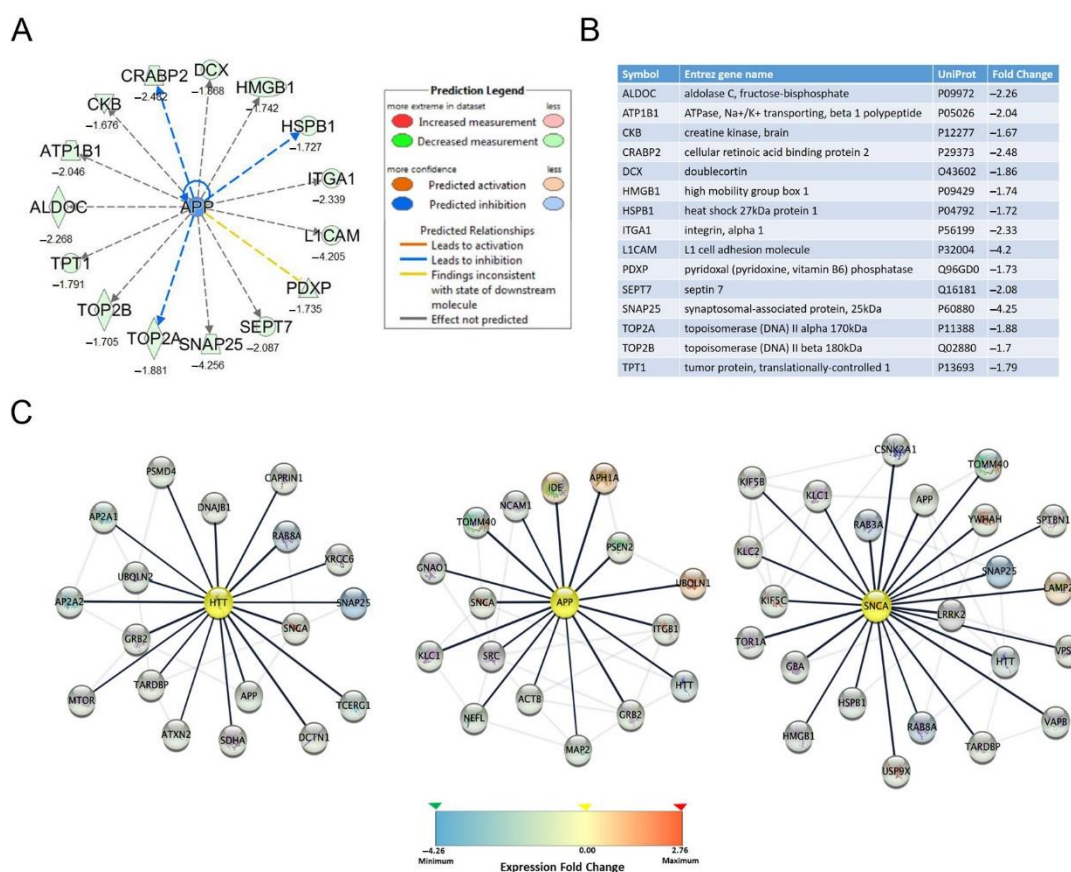 A
CRABP2
-2.482
DCX
-1.868
HMGB1
-1.742
CKB
-1.676
HSPB1
-1.727
ATP1B1
-2.046
ITGA1
-2.339
ALDOC
-2.268
APP
L1CAM
-4.205
TPT1
-1.791
PDXP
-1.735
TOP2B
-1.705
TOP2A
-1.881
SNAP25
-4.256
SEPT7
-2.087
Prediction Legend
more extreme in dataset less
Increased measurement
Decreased measurement
more confidence less
Predicted activation
Predicted inhibition
Predicted Relationships
Leads to activation
Leads to inhibition
Findings inconsistent
with state of downstream
molecule
Effect not predicted
B
Symbol Entrez gene name UniProt Fold Change
ALDOC aldolase C, fructose-bisphosphate P09972 –2.26
ATP1B1 ATPase, Na+/K+ transporting, beta 1 polypeptide P05026 –2.04
CKB creatine kinase, brain P12277 –1.67
CRABP2 cellular retinoic acid binding protein 2 P29373 –2.48
DCX doublecortin O43602 –1.86
HMGB1 high mobility group box 1 P09429 –1.74
HSPB1 heat shock 27kDa protein 1 P04792 –1.72
ITGA1 integrin, alpha 1 P56199 –2.33
L1CAM L1 cell adhesion molecule P32004 –4.2
PDXP pyridoxal (pyridoxine, vitamin B6) phosphatase Q96GD0 –1.73
SEPT7 septin 7 Q16181 –2.08
SNAP25 synaptosomal-associated protein, 25kDa P60880 –4.25
TOP2A topoisomerase (DNA) II alpha 170kDa P11388 –1.88
TOP2B topoisomerase (DNA) II beta 180kDa Q02880 –1.7
TPT1 tumor protein, translationally-controlled 1 P13693 –1.79
C
PSMD4
CAPRIN1
DNAJB1
AP2A1
RAB8A
XRCC6
UBQLN2
AP2A2
HTT
SNAP25
GRB2
SNCA
MTOR
TARDBP
APP
TCERG1
ATXN2
SDHA
DCTN1
IDE
APH1A
NCAM1
TOMM40
PSEN2
GNAO1
UBQLN1
SNCA
APP
ITGB1
KLC1
SRC
HTT
ACTB
GRB2
NEFL
MAP2
CSNK2A1
TOMM40
KIF5B
KLC1
APP
YWHAH
SPTBN1
RAB3A
KLC2
SNAP25
LAMP2
KIF5C
SNCA
LRRK2
TOR1A
VPS
GBA
HTT
HSPB1
HMGB1
RAB8A
VAPB
TARDBP
USP9X
-4.26 0.00 2.76
Minimum Maximum
Expression Fold Change